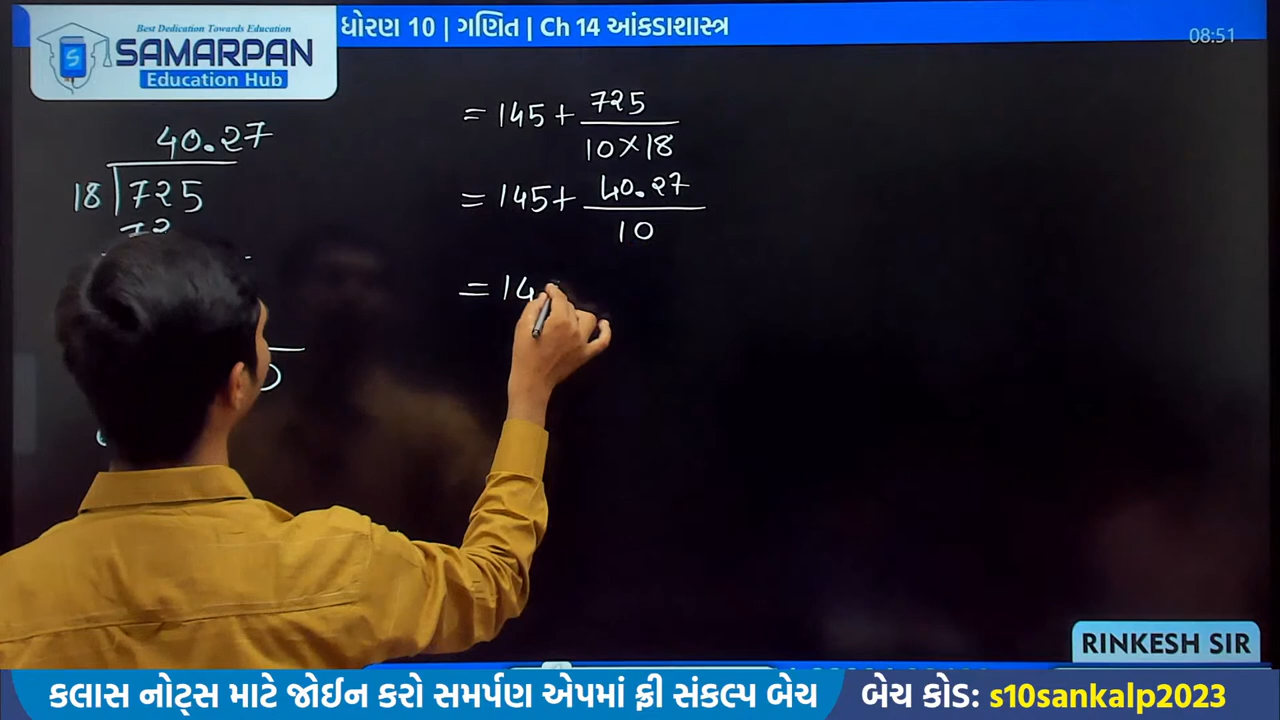 Best Dedication Towards Education
SAMARPAN
Education Hub
ધોરણ 10 | ગણિત | Ch 14 આંકડાશાસ્ત્ર
08:51
40.27
18 725
72
= 145 + 725
10 × 18
= 145 + 40.27
10
= 14
RINKESH SIR
કલાસ નોટ્સ માટે જોઈન કરો સમર્પણ એપમાં ફ્રી સંકલ્પ બેચ
બેચ કોડ: s10sankalp2023